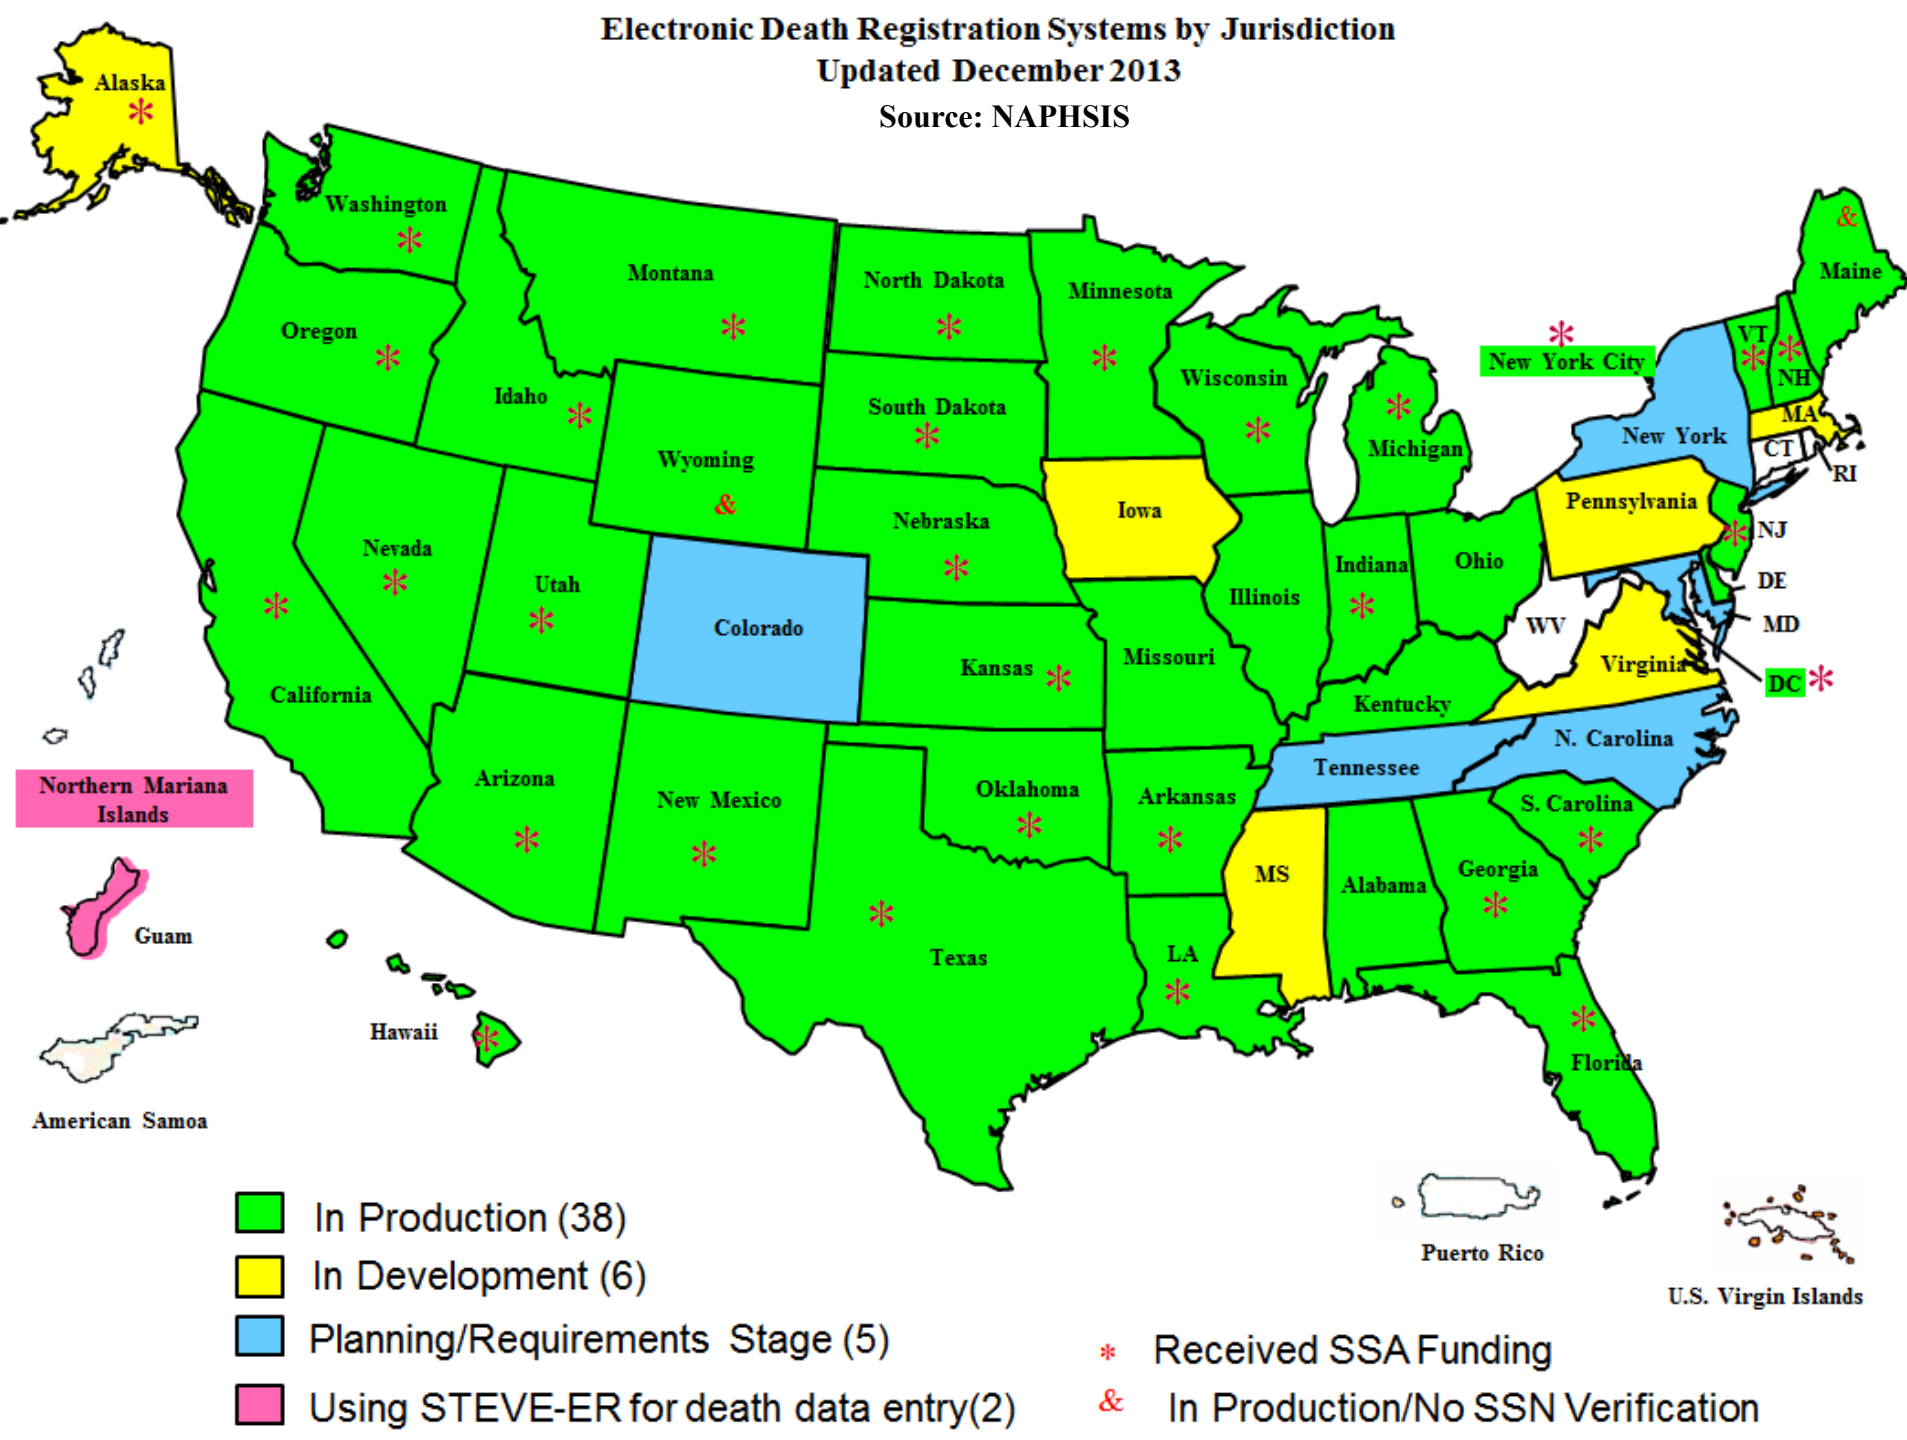 Electronic Death Registration Systems by Jurisdiction
Updated December 2013
Source: NAPHSIS
Alaska
*
Washington
*
Montana
*
North Dakota
*
Minnesota
*
&
Maine
Oregon
*
Idaho
*
Wyoming
&
South Dakota
*
Wisconsin
*
*
Michigan
*
New York City
New York
VT
*
*
NH
MA
CT
RI
Iowa
Pennsylvania
Nebraska
*
Nevada
*
Utah
*
Colorado
Illinois
Indiana
*
Ohio
*
NJ
DE
MD
WV
Virginia
DC *
*
California
Kansas *
Missouri
Kentucky
N. Carolina
Tennessee
Northern Mariana
Islands
Arizona
*
New Mexico
*
Oklahoma
*
Arkansas
*
S. Carolina
*
MS
Alabama
Georgia
*
Guam
*
Texas
LA
*
Hawaii
*
*
Florida
American Samoa
Puerto Rico
U.S. Virgin Islands
In Production (38)
In Development (6)
Planning/Requirements Stage (5)
Using STEVE-ER for death data entry(2)
* Received SSA Funding
& In Production/No SSN Verification